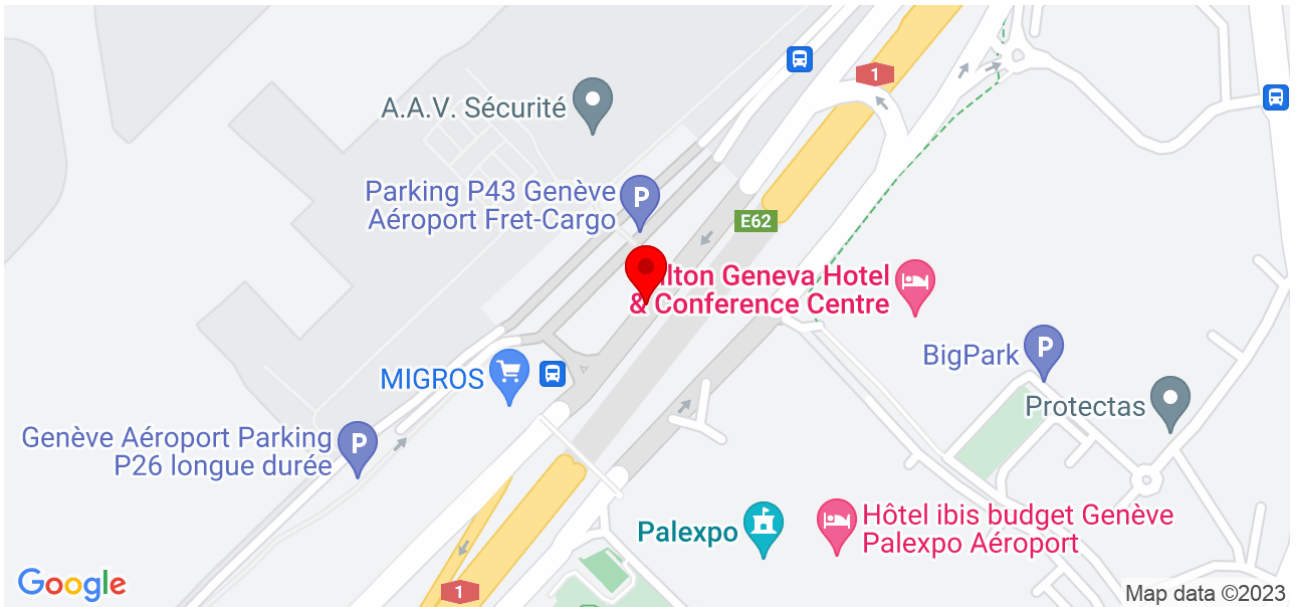 1
A.A.V. Sécurité
Parking P43 Genève
Aéroport Fret-Cargo
P
E62
lton Geneva Hotel
& Conference Centre
BigPark
P
MIGROS
Protectas
Genève Aéroport Parking
P26 longue durée
P
Palexpo
Hôtel ibis budget Genève
Palexpo Aéroport
1
Google
Map data ©2023